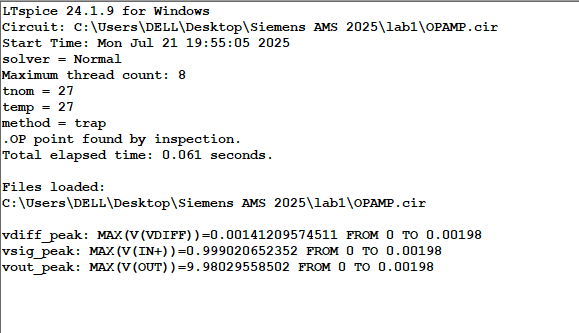 LTspice 24.1.9 for Windows
Circuit: C:\Users\DELL\Desktop\Siemens AMS 2025\lab1\OPAMP.cir
Start Time: Mon Jul 21 19:55:05 2025
solver = Normal
Maximum thread count: 8
tnom = 27
temp = 27
method = trap
.OP point found by inspection.
Total elapsed time: 0.061 seconds.
Files loaded:
C:\Users\DELL\Desktop\Siemens AMS 2025\lab1\OPAMP.cir
vdiff_peak: MAX(V(VDIFF))=0.00141209574511 FROM 0 TO 0.00198
vsig_peak: MAX(V(IN+))=0.999020652352 FROM 0 TO 0.00198
vout_peak: MAX(V(OUT))=9.98029558502 FROM 0 TO 0.00198